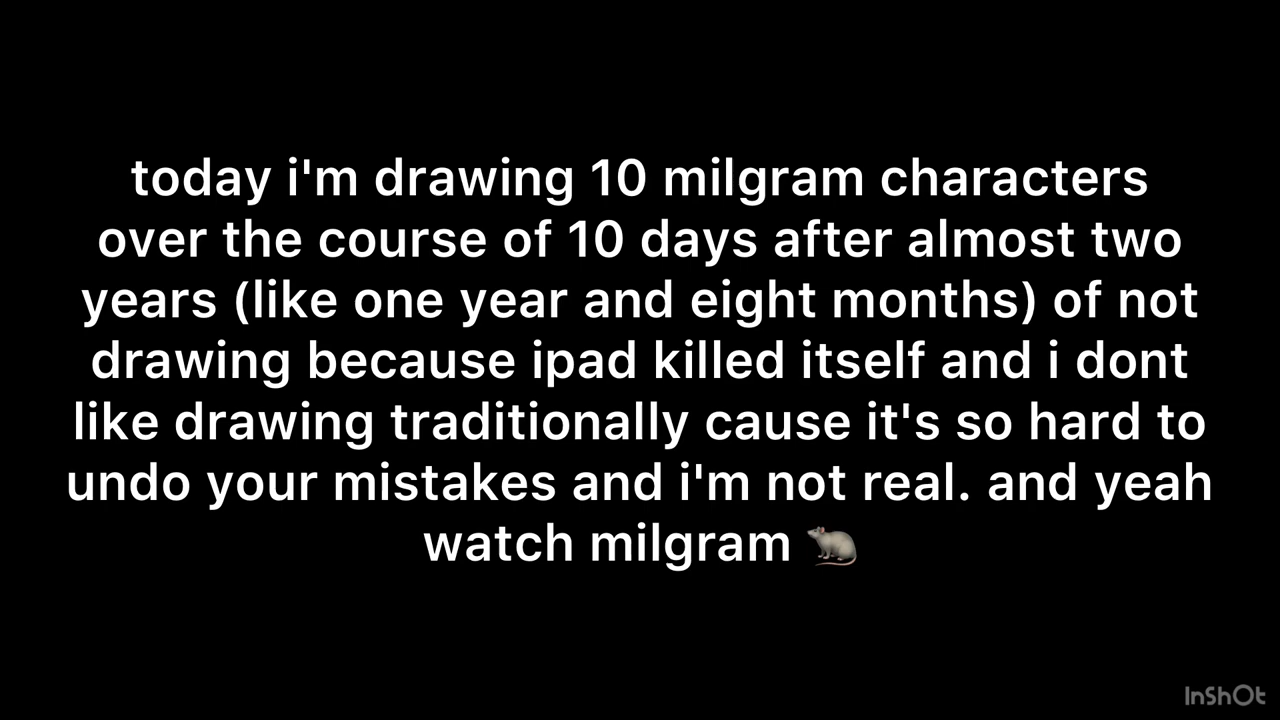 today i'm drawing 10 milgram characters
over the course of 10 days after almost two
years (like one year and eight months) of not
drawing because ipad killed itself and i dont
like drawing traditionally cause it's so hard to
undo your mistakes and i'm not real. and yeah
watch milgram 🐀
InShOt